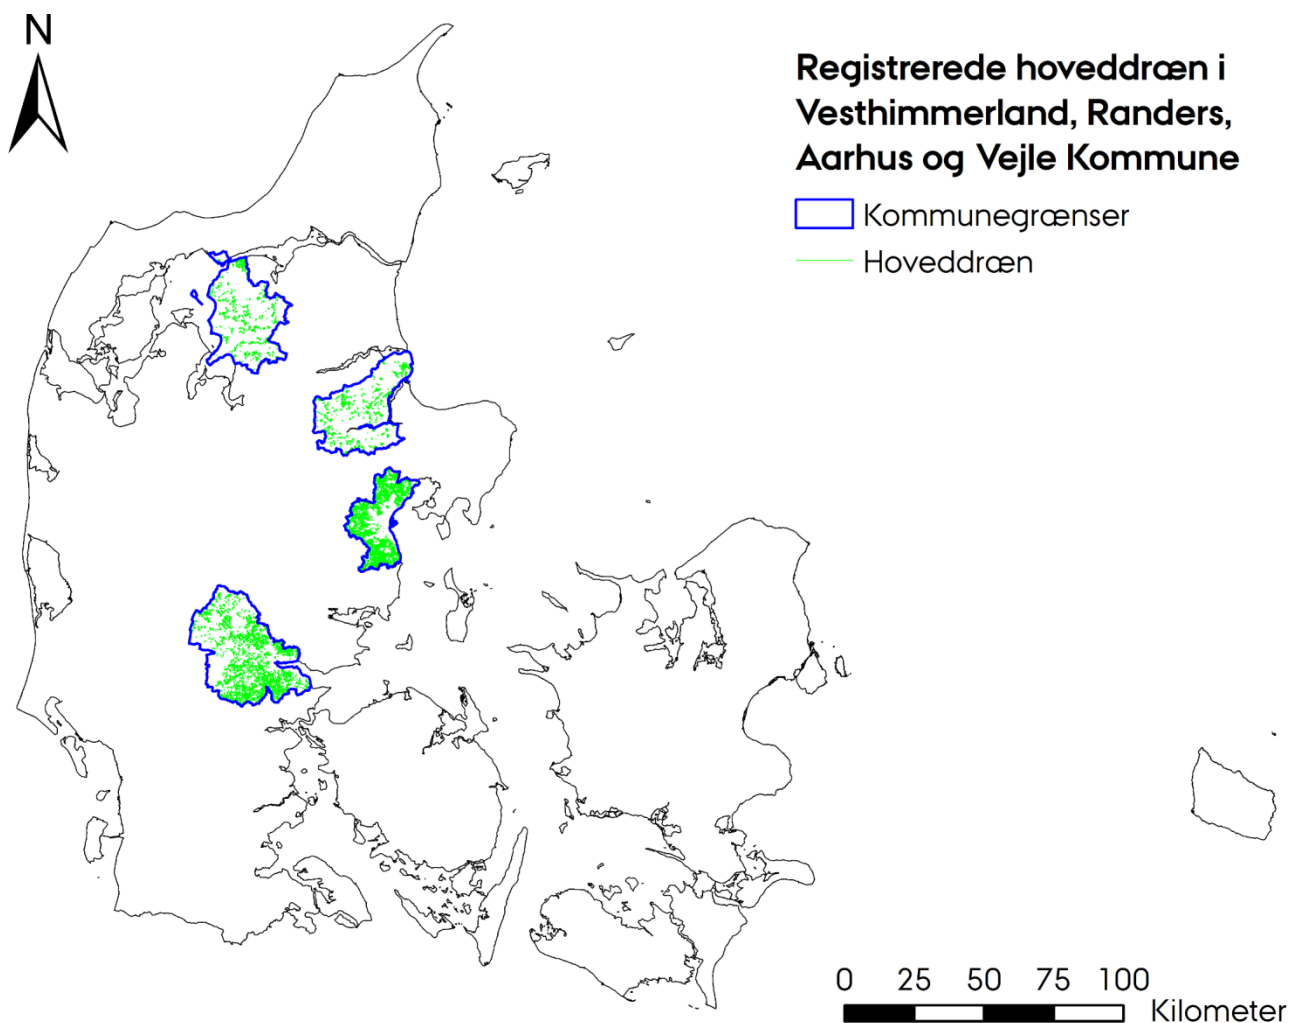 N
Registrerede hoveddræn i
Vesthimmerland, Randers,
Aarhus og Vejle Kommune
Kommunegrænser
Hoveddræn
0 25 50 75 100
Kilometer